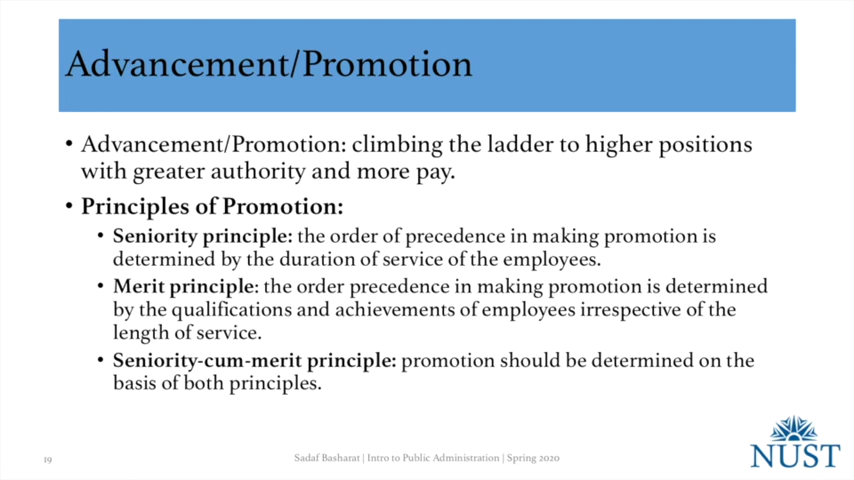 Advancement/Promotion
• Advancement/Promotion: climbing the ladder to higher positions
with greater authority and more pay.
• Principles of Promotion:
• Seniority principle: the order of precedence in making promotion is
determined by the duration of service of the employees.
• Merit principle: the order precedence in making promotion is determined
by the qualifications and achievements of employees irrespective of the
length of service.
• Seniority-cum-merit principle: promotion should be determined on the
basis of both principles.
19
Sadaf Basharat | Intro to Public Administration | Spring 2020
NUST